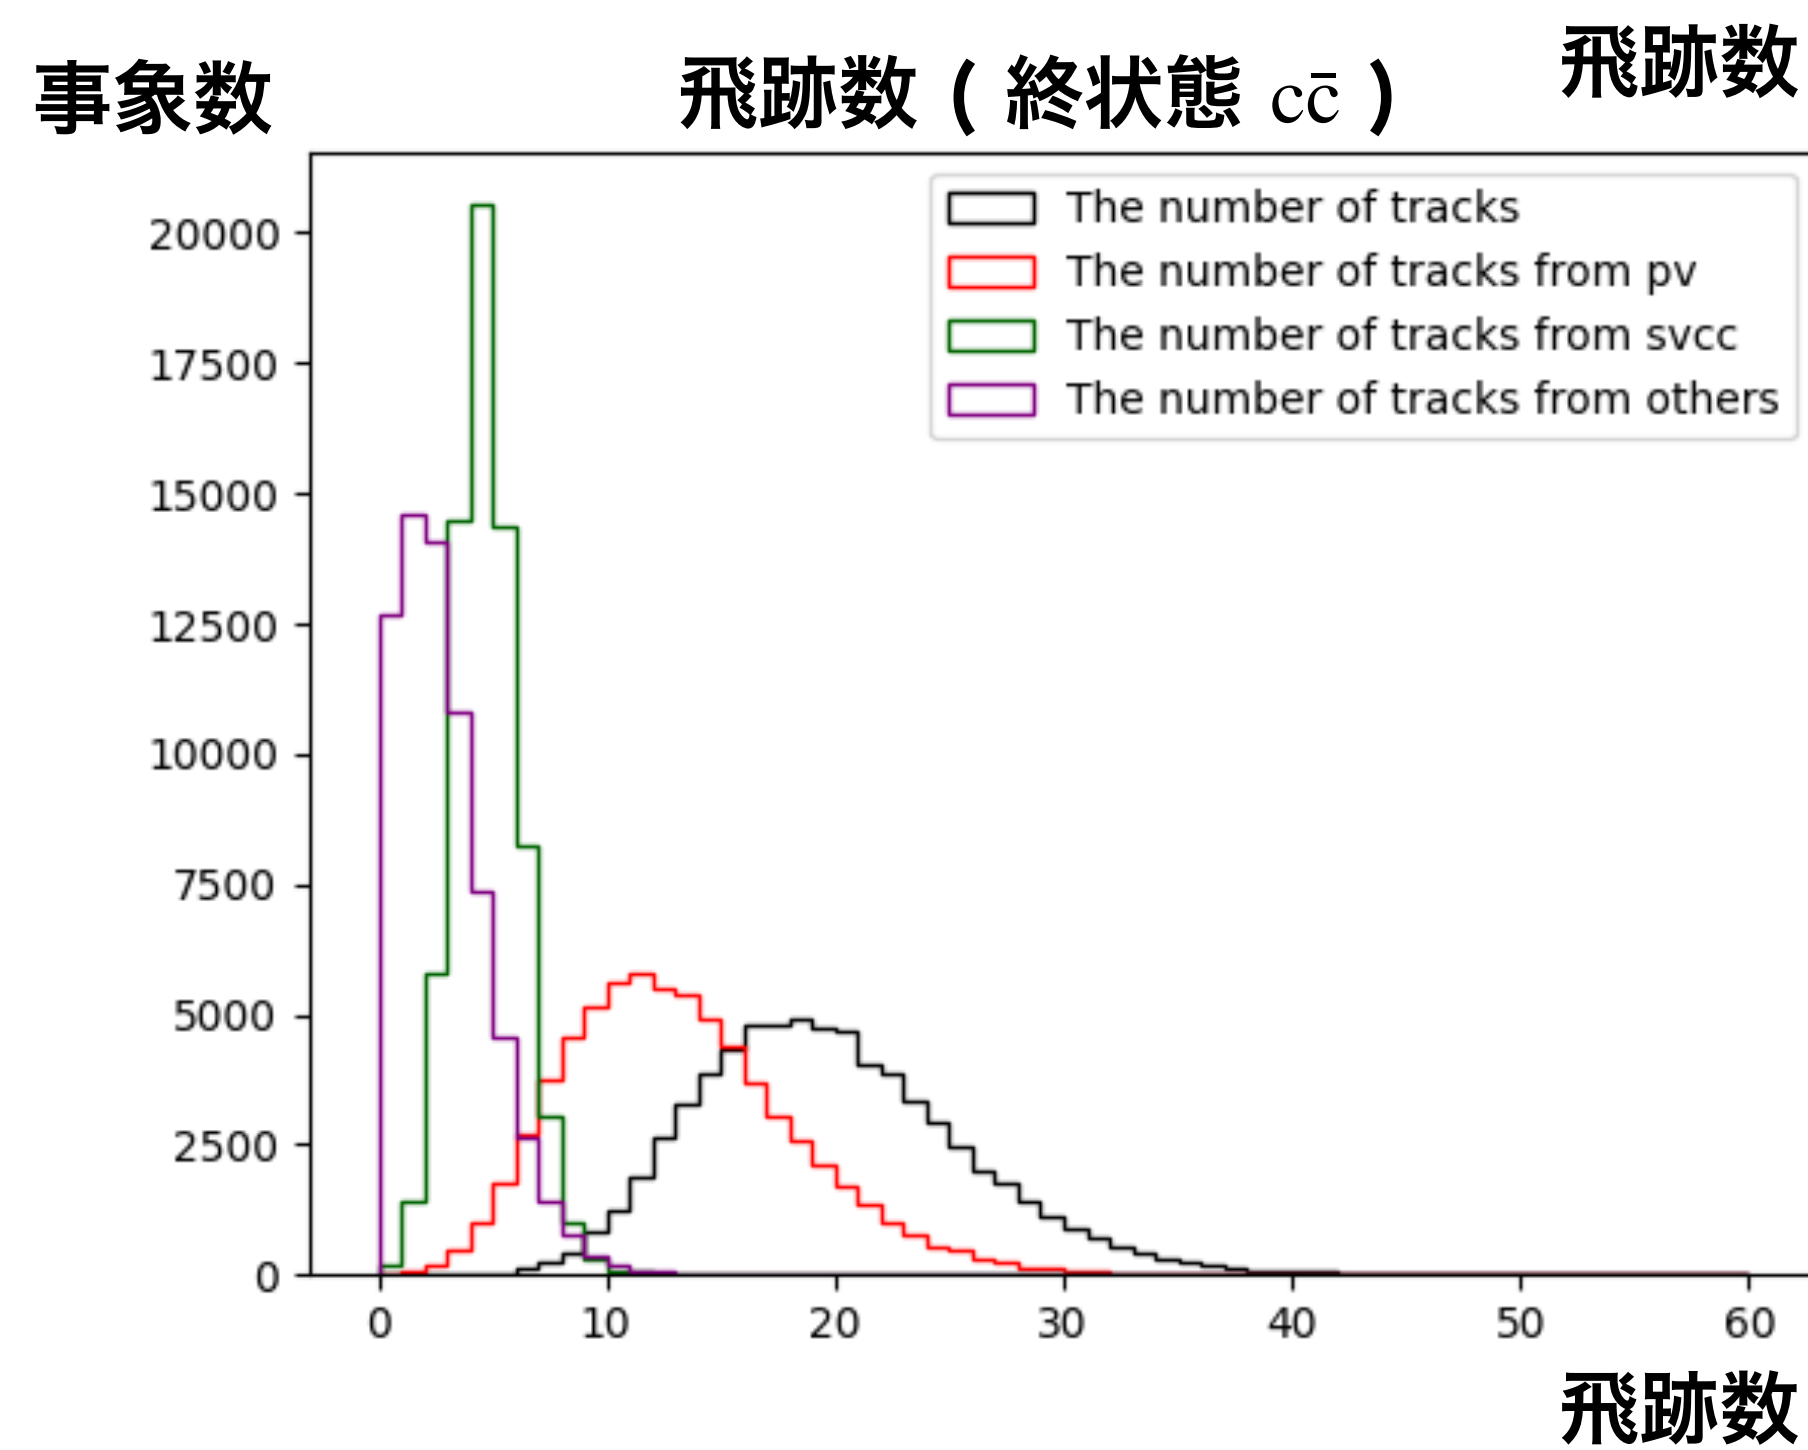 飛跡数
事象数
飛跡数 ( 終状態 cc̄ )
The number of tracks
The number of tracks from pv
The number of tracks from svcc
The number of tracks from others
20000
17500
15000
12500
10000
7500
5000
2500
0
0 10 20 30 40 50 60
飛跡数